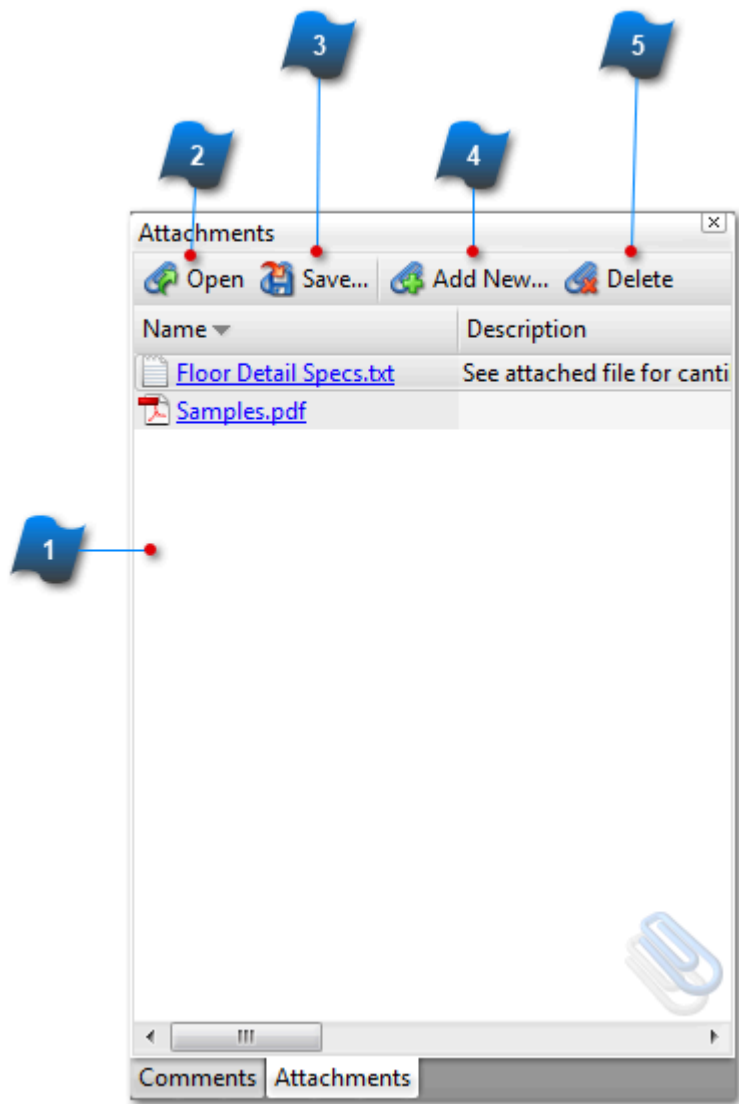 3
5
2
4
Attachments
Open Save... Add New... Delete
Name Description
Floor Detail Specs.txt See attached file for canti
Samples.pdf
1
Comments Attachments